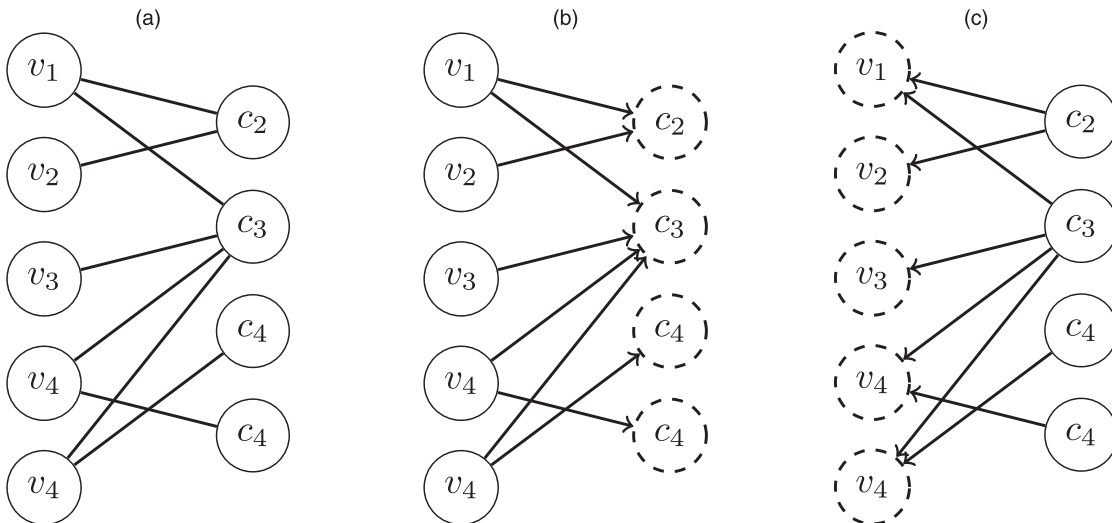 (a) (b) (c)
v₁ v₁ v₁
c₂ c₂ c₂
v₂ v₂ v₂
c₃ c₃ c₃
v₃ v₃ v₃
c₄ c₄ c₄
v₄ v₄ v₄
c₄ c₄ c₄
v₄ v₄ v₄